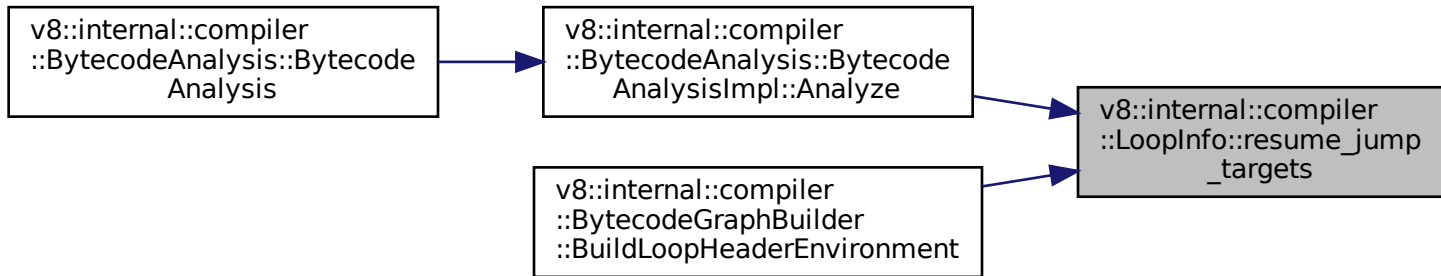 v8::internal::compiler
::BytecodeAnalysis::Bytecode
Analysis
v8::internal::compiler
::BytecodeAnalysis::Bytecode
AnalysisImpl::Analyze
v8::internal::compiler
::LoopInfo::resume_jump
_targets
v8::internal::compiler
::BytecodeGraphBuilder
::BuildLoopHeaderEnvironment